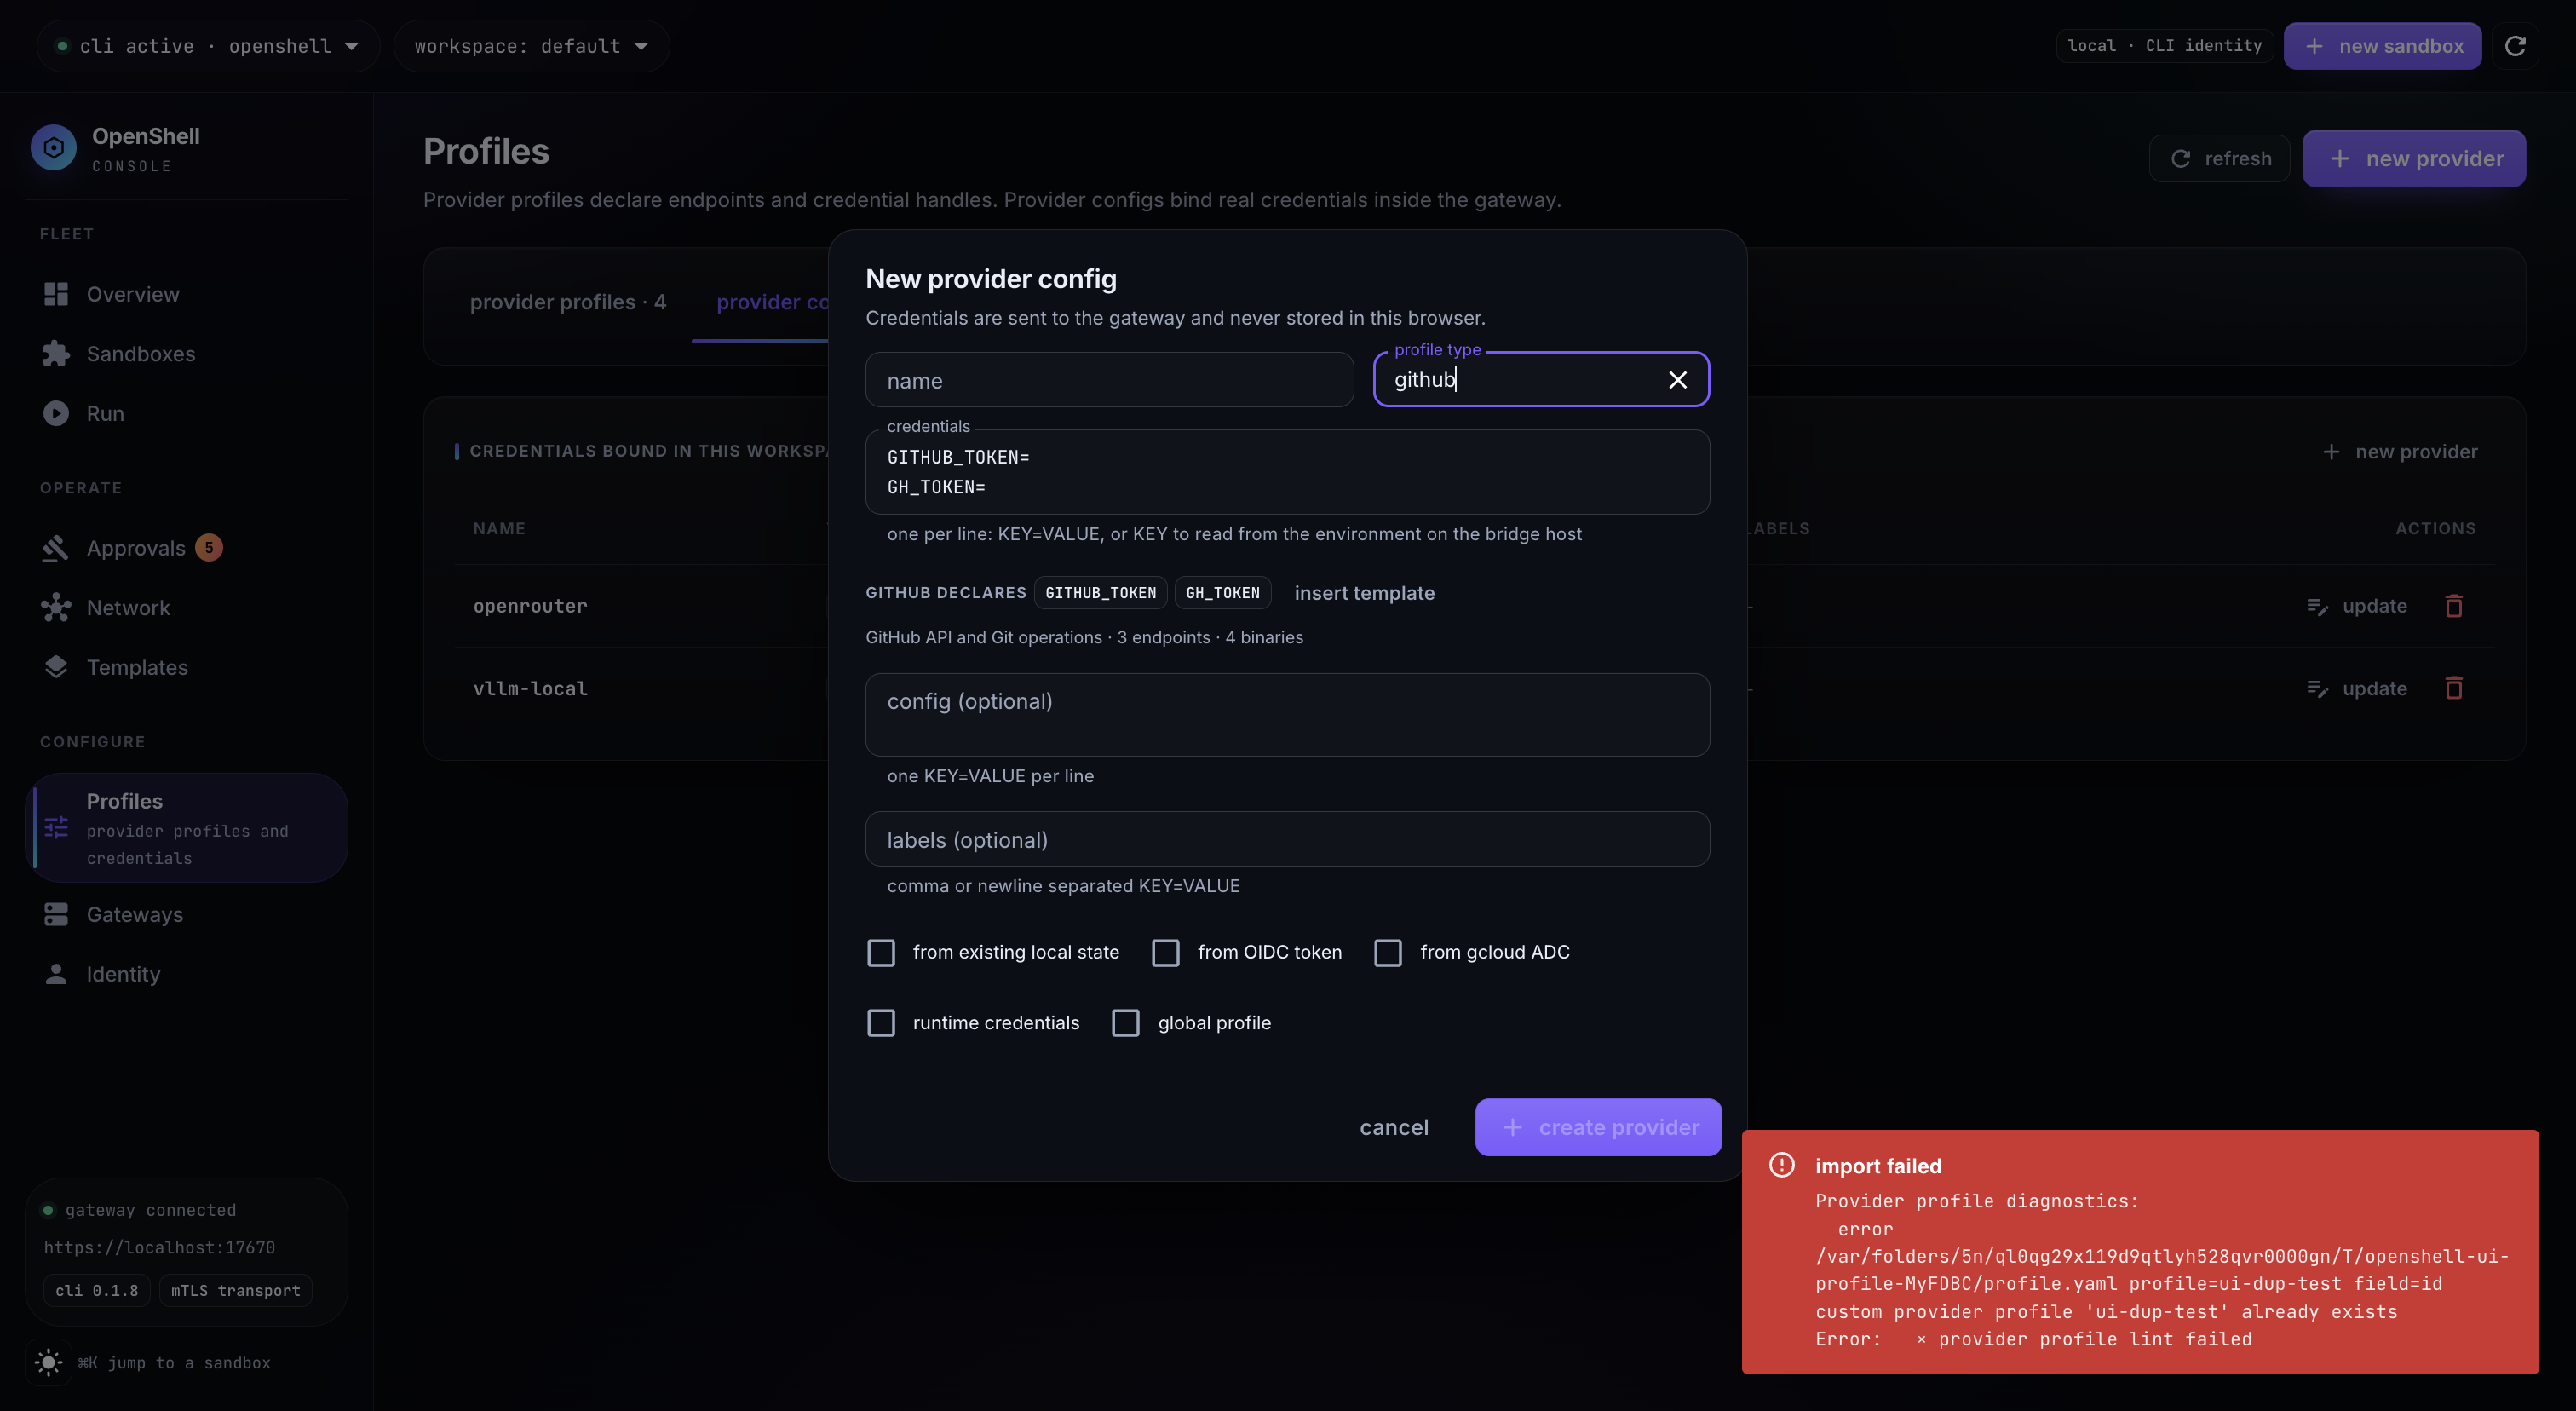 cli active · openshell
workspace: default
local · CLI identity
new sandbox
OpenShell
CONSOLE
FLEET
Overview
Sandboxes
Run
OPERATE
Approvals 5
Network
Templates
CONFIGURE
Profiles
provider profiles and
credentials
Gateways
Identity
gateway connected
https://localhost:17670
cli 0.1.8 mTLS transport
⌘K jump to a sandbox
Profiles
Provider profiles declare endpoints and credential handles. Provider configs bind real credentials inside the gateway.
refresh
new provider
provider profiles · 4
provider co
CREDENTIALS BOUND IN THIS WORKSPA
new provider
NAME
LABELS
ACTIONS
openrouter
update
vllm-local
update
New provider config
Credentials are sent to the gateway and never stored in this browser.
name
profile type
github
credentials
GITHUB_TOKEN=
GH_TOKEN=
one per line: KEY=VALUE, or KEY to read from the environment on the bridge host
GITHUB DECLARES GITHUB_TOKEN GH_TOKEN insert template
GitHub API and Git operations · 3 endpoints · 4 binaries
config (optional)
one KEY=VALUE per line
labels (optional)
comma or newline separated KEY=VALUE
from existing local state
from OIDC token
from gcloud ADC
runtime credentials
global profile
cancel
create provider
import failed
Provider profile diagnostics:
error
/var/folders/5n/ql0qg29x119d9qtlyh528qvr0000gn/T/openshell-ui-
profile-MyFDBC/profile.yaml profile=ui-dup-test field=id
custom provider profile 'ui-dup-test' already exists
Error: × provider profile lint failed